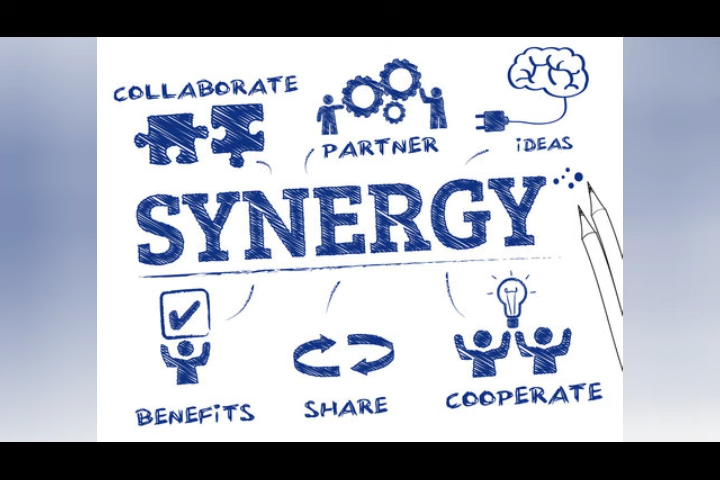 COLLABORATE
PARTNER
iDEAS
SYNERGY
BENEFiTS
SHARE
COOPERATE